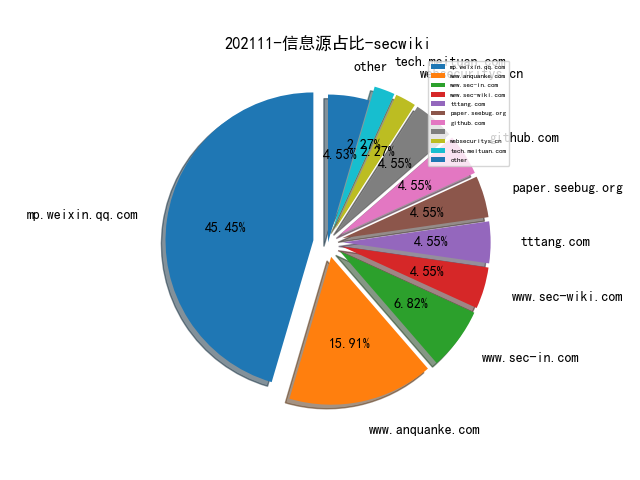 202111-信息源占比-secwiki
tech.meituan.com
other
websecuritys.cn
mp.weixin.qq.com
www.anquanke.com
www.sec-in.com
www.sec-wiki.com
tttang.com
paper.seebug.org
github.com
websecuritys.cn
tech.meituan.com
other
github.com
2.27%
4.53%
2.27%
4.55%
4.55%
paper.seebug.org
4.55%
mp.weixin.qq.com
45.45%
4.55%
tttang.com
4.55%
www.sec-wiki.com
6.82%
15.91%
www.sec-in.com
www.anquanke.com